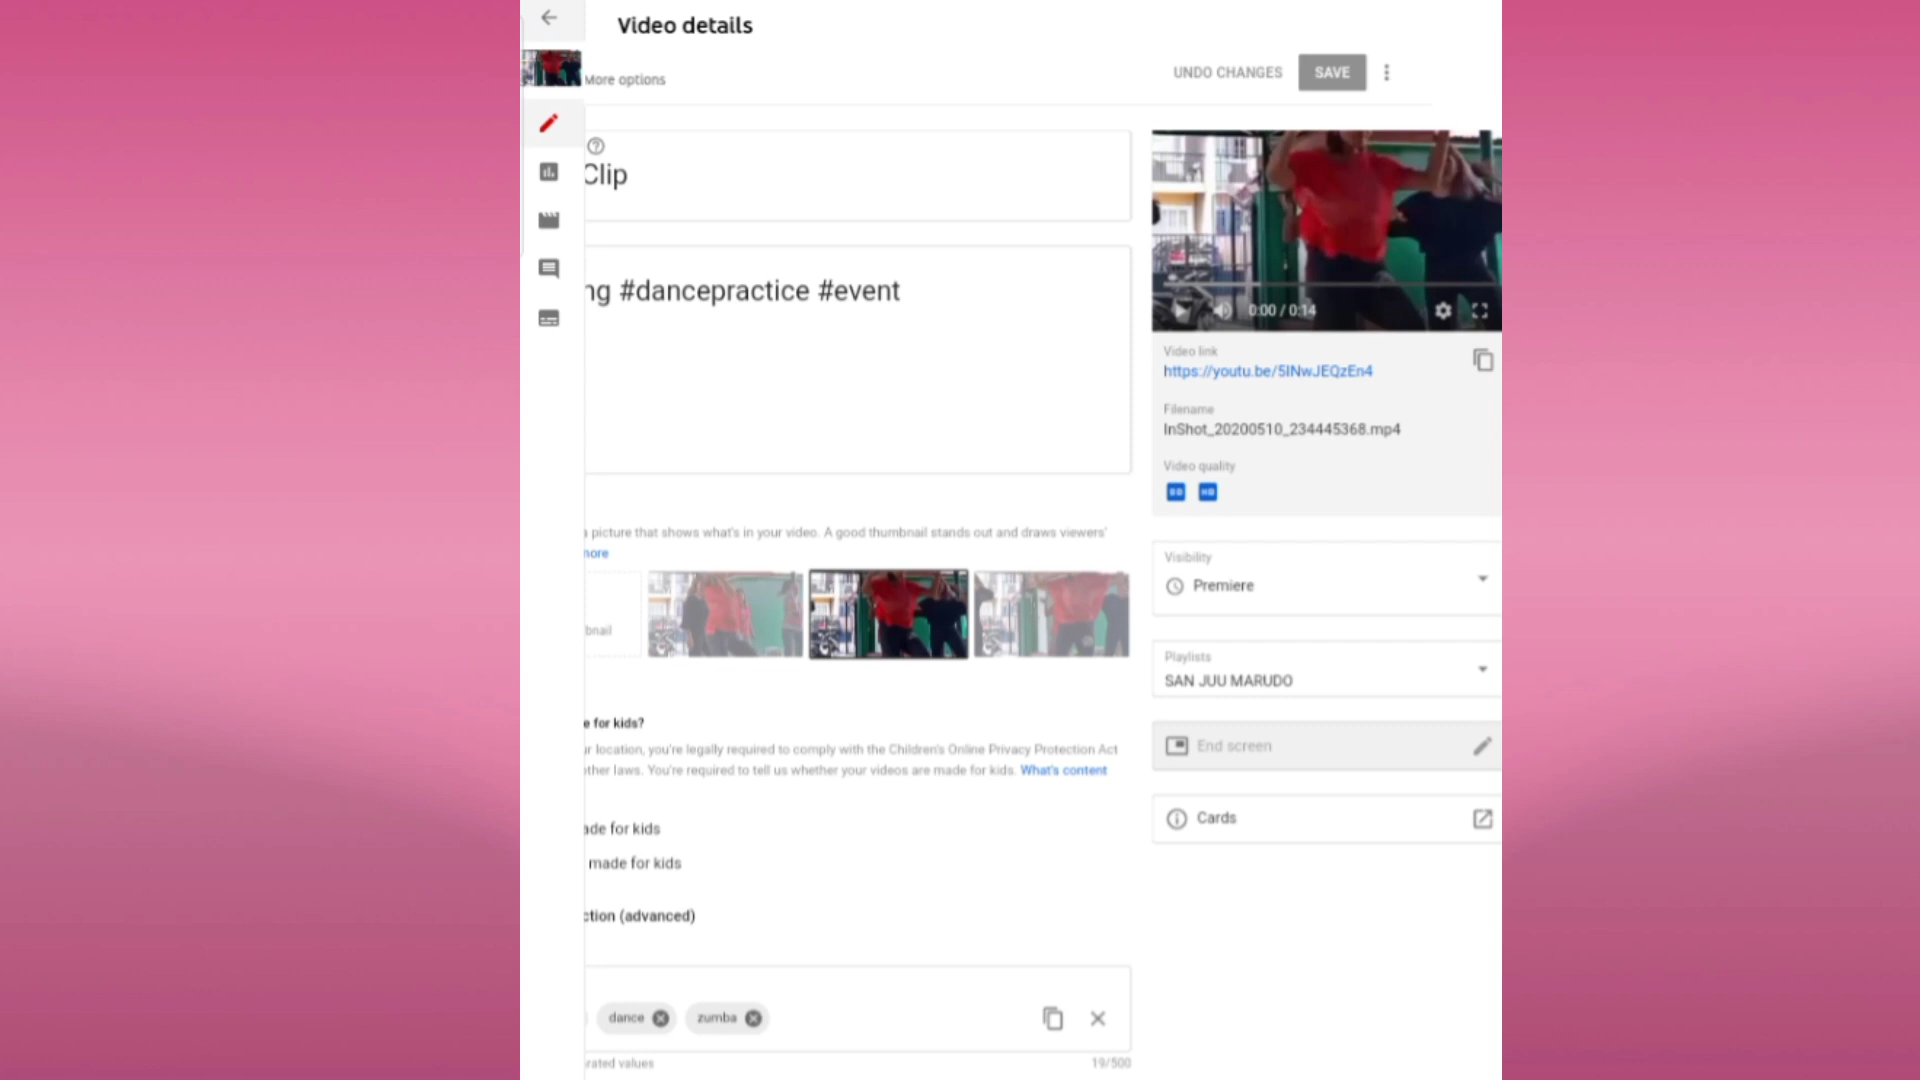 Video details
More options
UNDO CHANGES
SAVE
Clip
ng #dancepractice #event
0:00 / 0:14
Video link
https://youtu.be/5INwJEQzEn4
Filename
InShot_20200510_234445368.mp4
Video quality
SD HD
picture that shows what's in your video. A good thumbnail stands out and draws viewers'
more
bnail
Visibility
Premiere
Playlists
SAN JUU MARUDO
End screen
Cards
e for kids?
r location, you're legally required to comply with the Children's Online Privacy Protection Act
ther laws. You're required to tell us whether your videos are made for kids. What's content
ade for kids
made for kids
ction (advanced)
dance
zumba
rated values
19/500